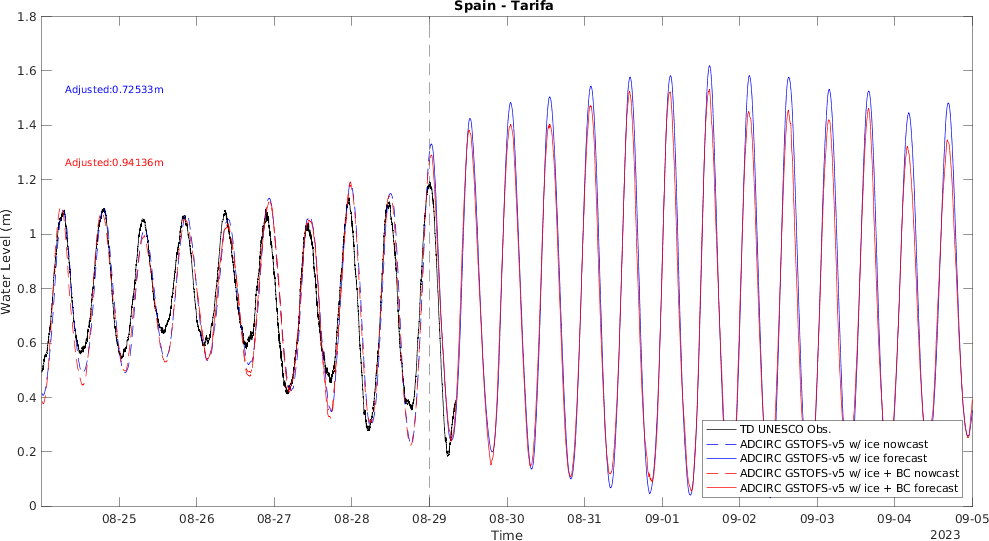 Spain - Tarifa
1.8
1.6
1.4
1.2
1
0.8
0.6
0.4
0.2
0
Water Level (m)
Adjusted:0.72533m
Adjusted:0.94136m
TD UNESCO Obs.
ADCIRC GSTOFS-v5 w/ ice nowcast
ADCIRC GSTOFS-v5 w/ ice forecast
ADCIRC GSTOFS-v5 w/ ice + BC nowcast
ADCIRC GSTOFS-v5 w/ ice + BC forecast
08-25 08-26 08-27 08-28 08-29 08-30 08-31 09-01 09-02 09-03 09-04 09-05
Time
2023